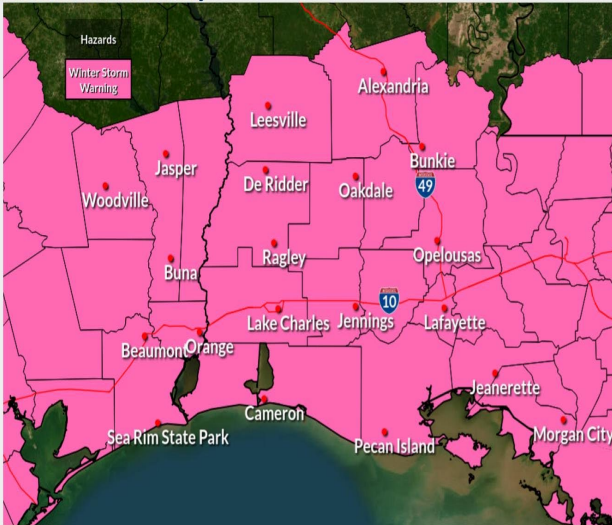 Hazards
Winter Storm
Warning
Alexandria
Leesville
Bunkie
Jasper
De Ridder
Oakdale
49
Woodville
Ragley
Opelousas
Buna
10
Lake Charles
Jennings
Lafayette
Beaumont
Orange
Jeanerette
Cameron
Sea Rim State Park
Pecan Island
Morgan City